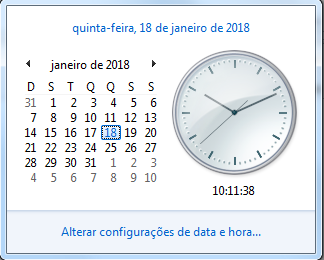 quinta-feira, 18 de janeiro de 2018
janeiro de 2018
D S T Q Q S S
31 1 2 3 4 5 6
7 8 9 10 11 12 13
14 15 16 17 18 19 20
21 22 23 24 25 26 27
28 29 30 31 1 2 3
4 5 6 7 8 9 10
10:11:38
Alterar configurações de data e hora...